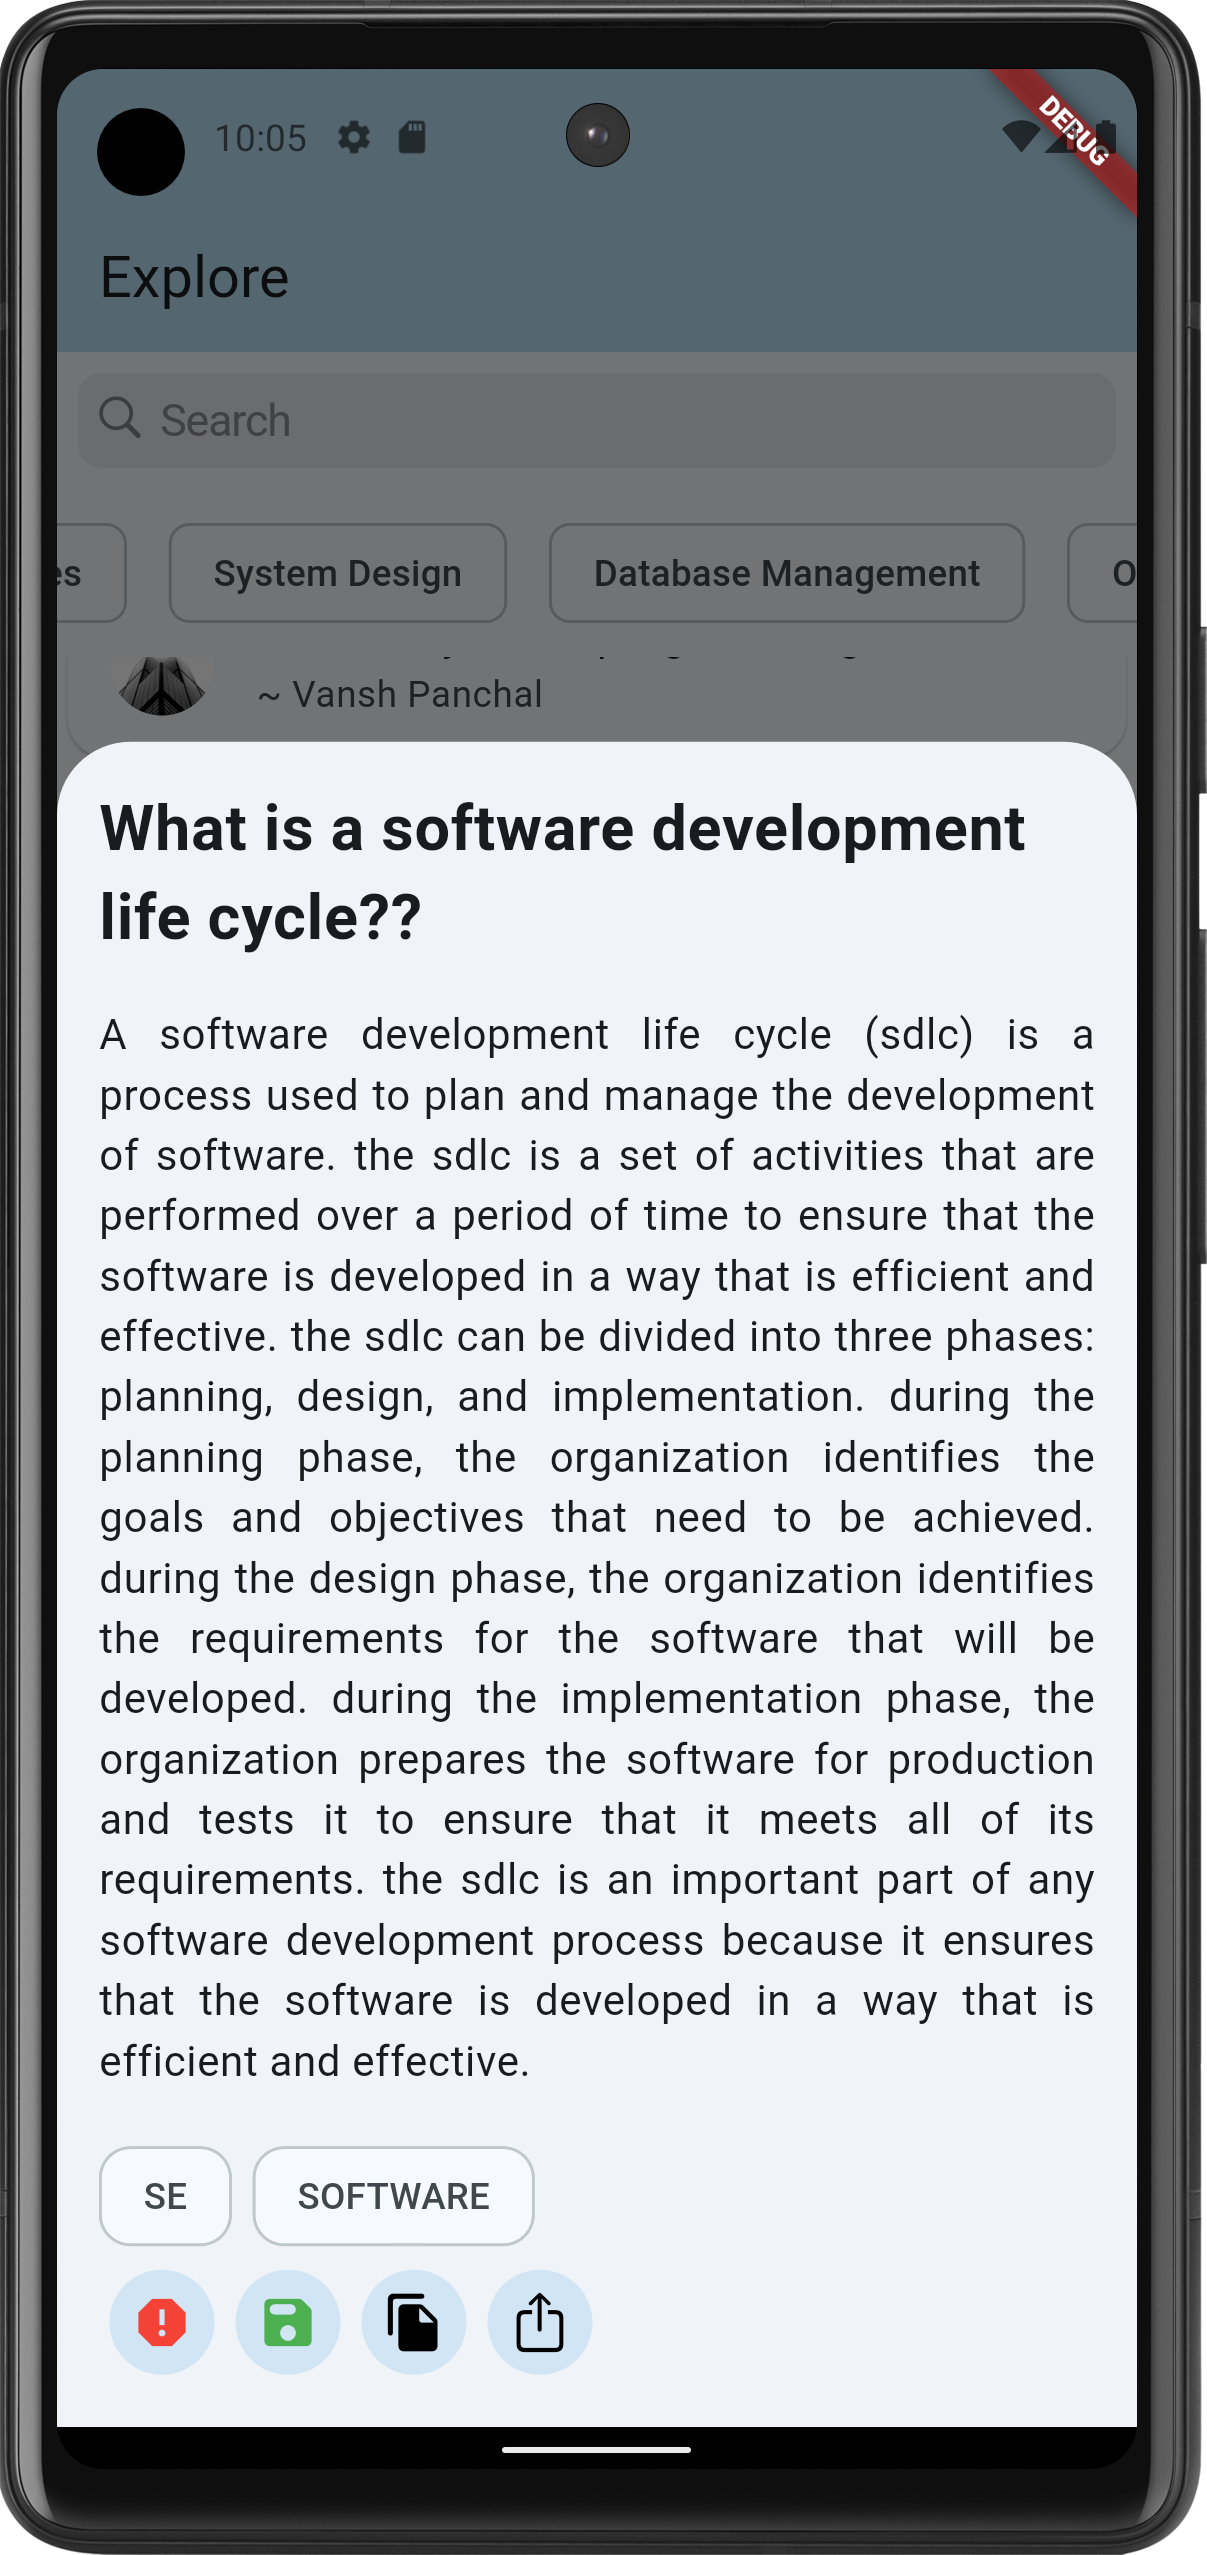 10:05
DEBUG
Explore
Search
es
System Design
Database Management
O
~ Vansh Panchal
What is a software development
life cycle??
A software development life cycle (sdlc) is a
process used to plan and manage the development
of software. the sdlc is a set of activities that are
performed over a period of time to ensure that the
software is developed in a way that is efficient and
effective. the sdlc can be divided into three phases:
planning, design, and implementation. during the
planning phase, the organization identifies the
goals and objectives that need to be achieved.
during the design phase, the organization identifies
the requirements for the software that will be
developed. during the implementation phase, the
organization prepares the software for production
and tests it to ensure that it meets all of its
requirements. the sdlc is an important part of any
software development process because it ensures
that the software is developed in a way that is
efficient and effective.
SE
SOFTWARE